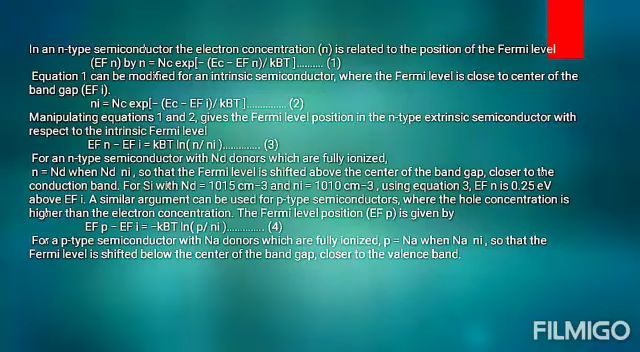 In an n-type semiconductor the electron concentration (n) is related to the position of the Fermi level
(EF n) by n = Nc exp[− (Ec − EF n)/ kBT ]......... (1)
Equation 1 can be modified for an intrinsic semiconductor, where the Fermi level is close to center of the
band gap (EF i).
ni = Nc exp[− (Ec − EF i)/ kBT ].............. (2)
Manipulating equations 1 and 2, gives the Fermi level position in the n-type extrinsic semiconductor with
respect to the intrinsic Fermi level
EF n − EF i = kBT ln( n/ ni )............. (3)
For an n-type semiconductor with Nd donors which are fully ionized,
n = Nd when Nd ni , so that the Fermi level is shifted above the center of the band gap, closer to the
conduction band. For Si with Nd = 1015 cm−3 and ni = 1010 cm−3 , using equation 3, EF n is 0.25 eV
above EF i. A similar argument can be used for p-type semiconductors, where the hole concentration is
higher than the electron concentration. The Fermi level position (EF p) is given by
EF p − EF i = −kBT ln( p/ ni )............. (4)
For a p-type semiconductor with Na donors which are fully ionized, p = Na when Na ni , so that the
Fermi level is shifted below the center of the band gap, closer to the valence band.
FILMIGO